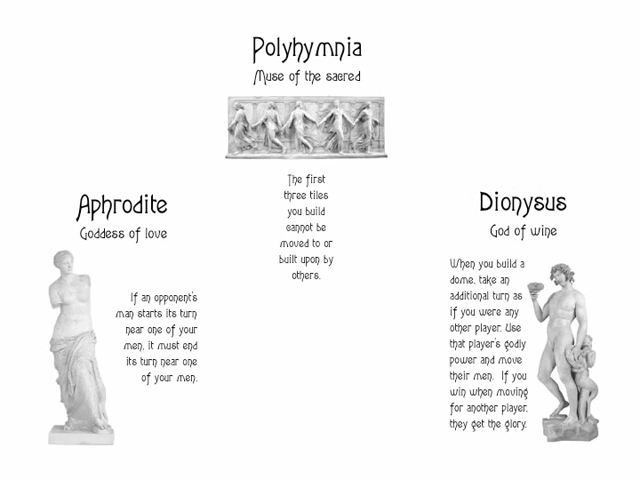 Polyhymnia
Muse of the sacred
The first
three tiles
you build
cannot be
moved to or
built upon by
others.
Aphrodite
Goddess of love
If an opponent's
man starts its turn
near one of your
men, it must end
its turn near one
of your men.
Dionysus
God of wine
When you build a
dome, take an
additional turn as
if you were any
other player. Use
that player's godly
power and move
their men. If you
win when moving
for another player,
they get the glory.